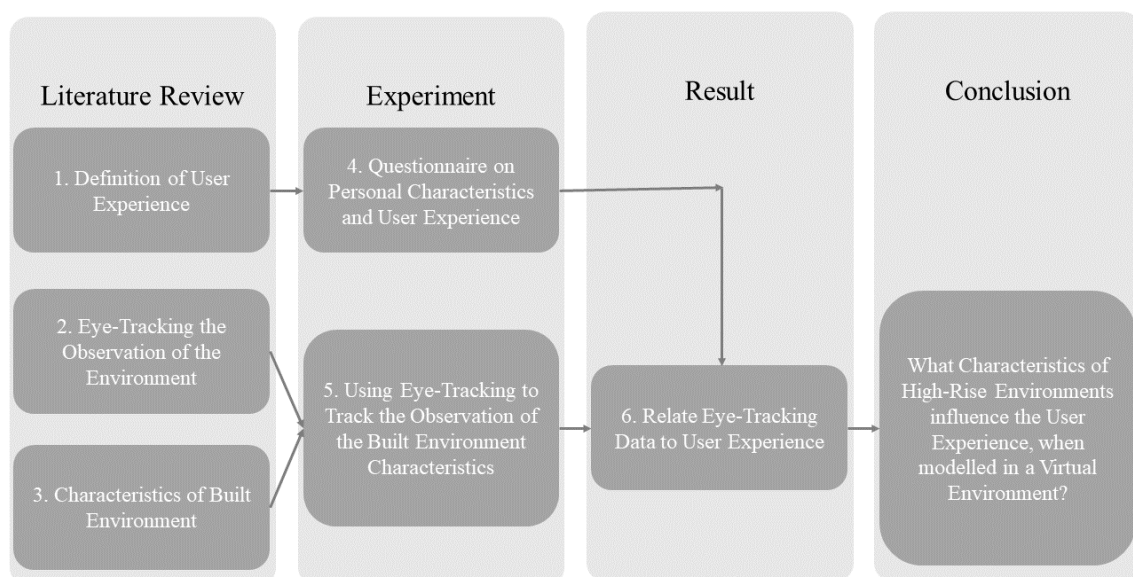 Literature Review
1. Definition of User
Experience
2. Eye-Tracking the
Observation of the
Environment
3. Characteristics of Built
Environment
Experiment
4. Questionnaire on
Personal Characteristics
and User Experience
5. Using Eye-Tracking to
Track the Observation of
the Built Environment
Characteristics
Result
6. Relate Eye-Tracking
Data to User Experience
Conclusion
What Characteristics of
High-Rise Environments
influence the User
Experience, when
modelled in a Virtual
Environment?